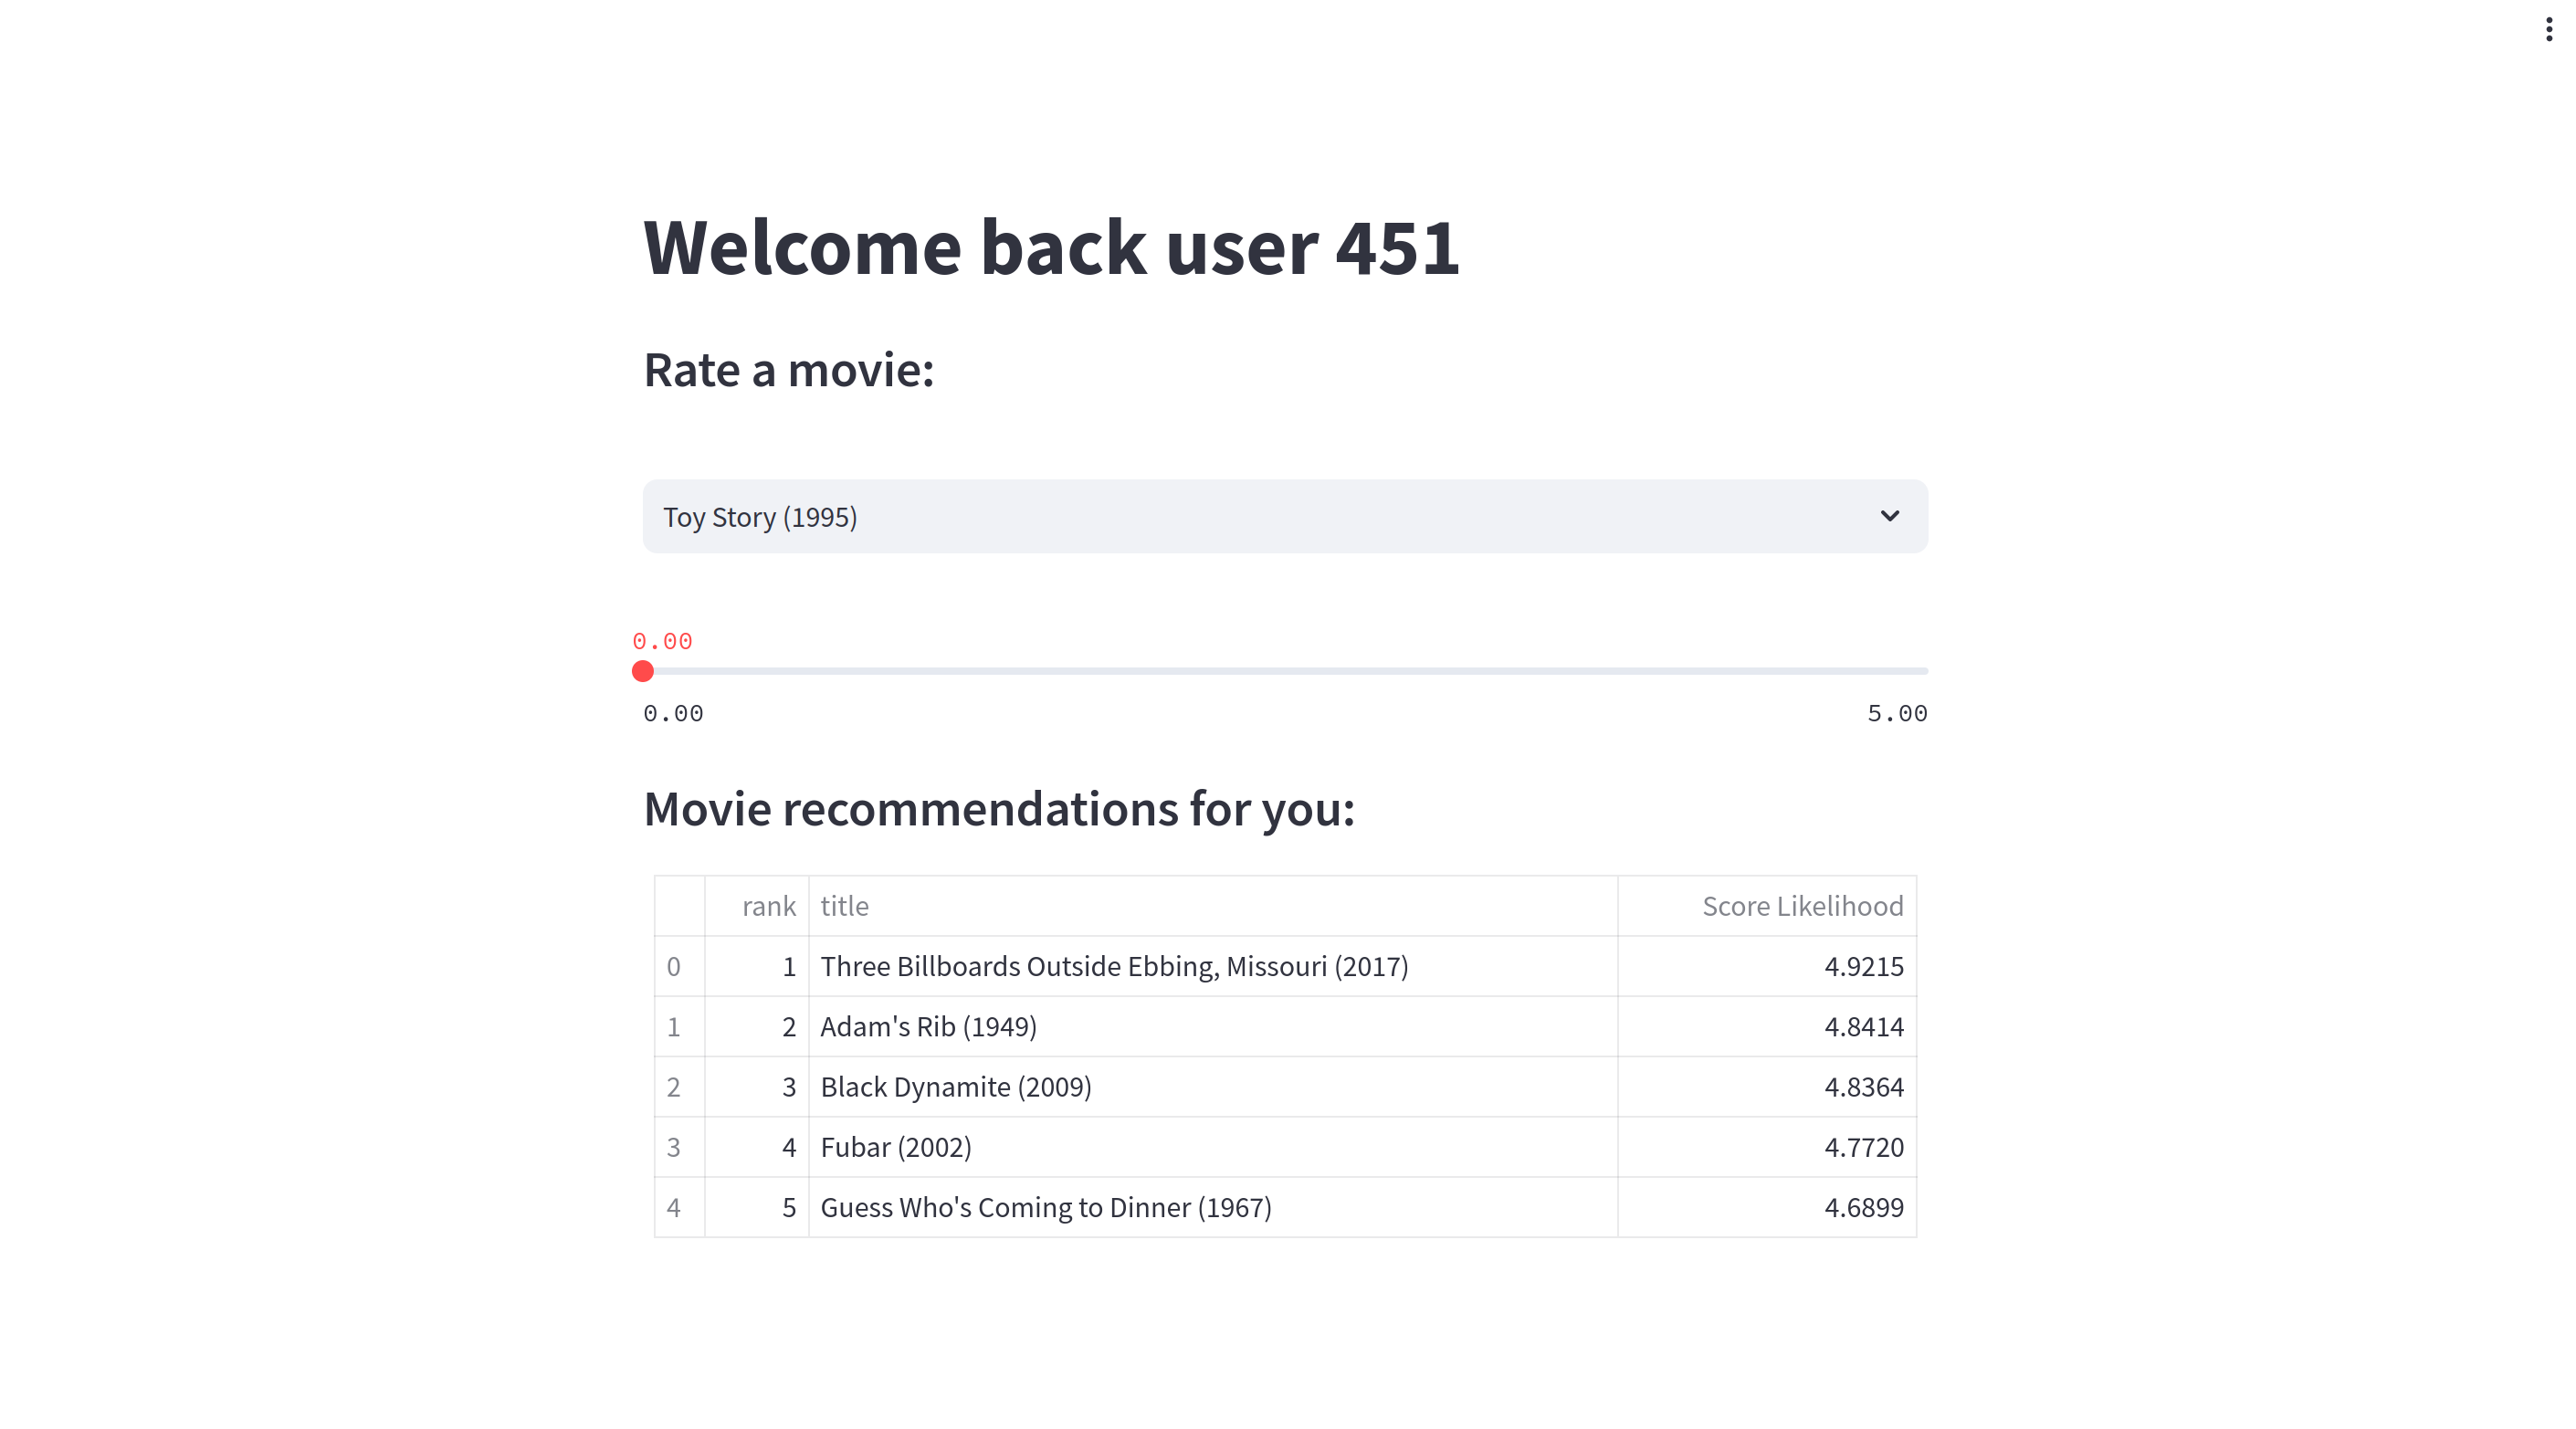 Welcome back user 451
Rate a movie:
Toy Story (1995)
0.00
0.00 5.00
Movie recommendations for you:
rank title Score Likelihood
0 1 Three Billboards Outside Ebbing, Missouri (2017) 4.9215
1 2 Adam's Rib (1949) 4.8414
2 3 Black Dynamite (2009) 4.8364
3 4 Fubar (2002) 4.7720
4 5 Guess Who's Coming to Dinner (1967) 4.6899